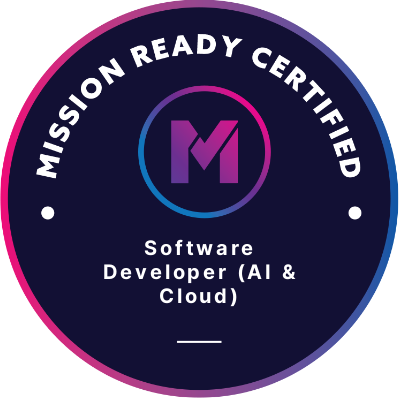 MISSION READY CERTIFIED
M
Software
Developer (AI &
Cloud)